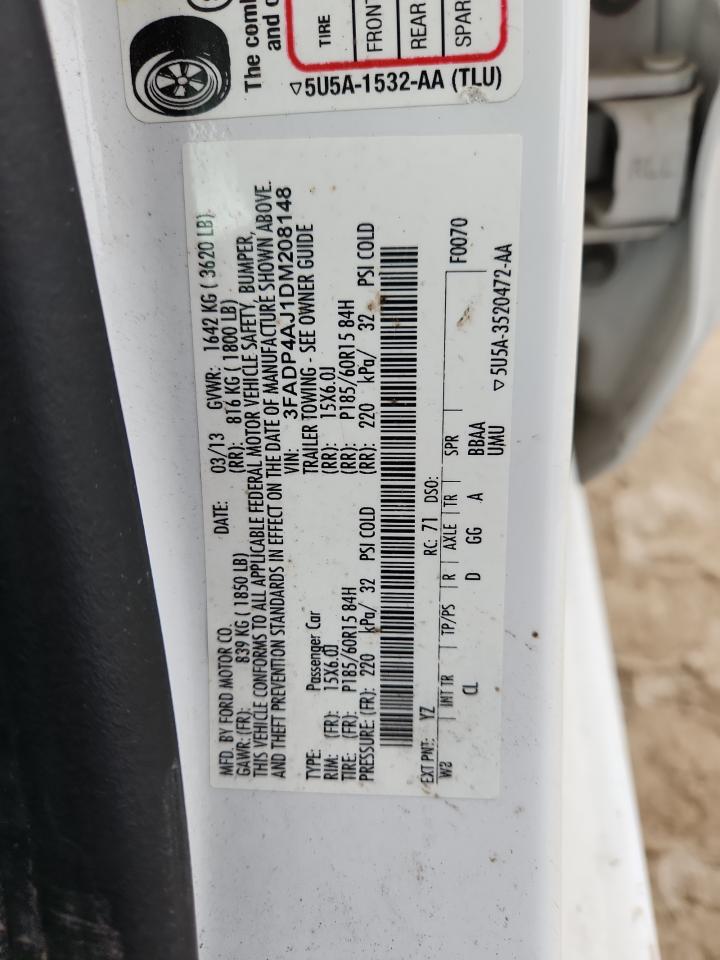 The comb
and c
TIRE
FRONT
REAR
SPAR
▽5U5A-1532-AA (TLU)
MFD. BY FORD MOTOR CO. DATE: 03/13 GVWR: 1642 KG ( 3620 LB)
GAWR: (FR): 839 KG ( 1850 LB) (RR): 816 KG ( 1800 LB)
THIS VEHICLE CONFORMS TO ALL APPLICABLE FEDERAL MOTOR VEHICLE SAFETY, BUMPER,
AND THEFT PREVENTION STANDARDS IN EFFECT ON THE DATE OF MANUFACTURE SHOWN ABOVE.
VIN: 3FADP4AJ1DM208148
TYPE: Passenger Car TRAILER TOWING - SEE OWNER GUIDE
RIM: (FR): 15X6.0J (RR): 15X6.0J
TIRE: (FR): P185/60R15 84H (RR): P185/60R15 84H
PRESSURE: (FR): 220 kPa/ 32 PSI COLD (RR): 220 kPa/ 32 PSI COLD
EXT PNT: YZ RC: 71 DSO: F0070
WB INT TR TP/PS R AXLE TR SPR
CL D GG A BBAA
UMU
▽5U5A-3520472-AA